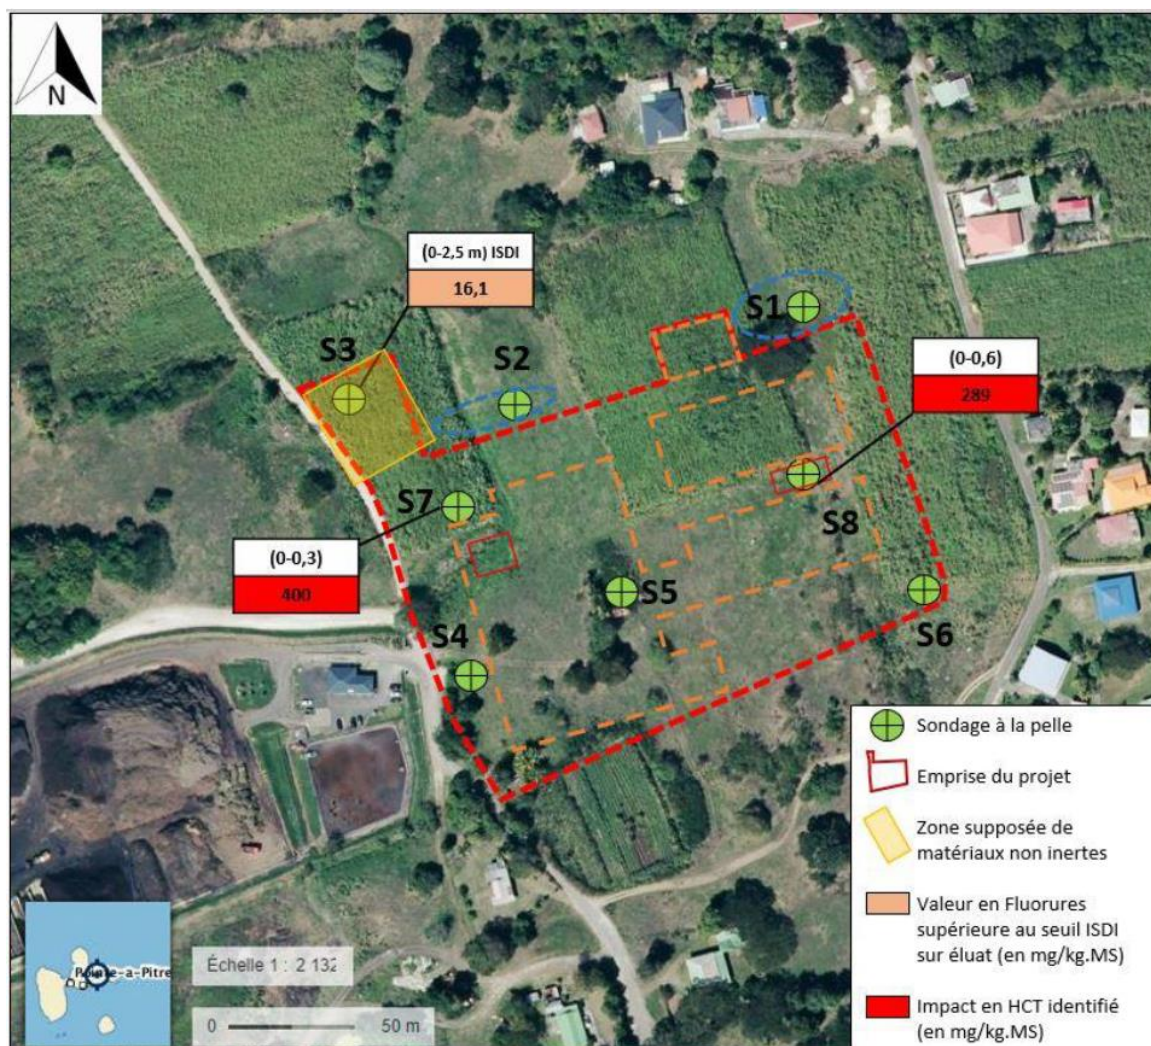 N
(0-2,5 m) ISDI
16,1
S1
S3
S2
(0-0,6)
289
S7
S8
(0-0,3)
400
S5
S4
S6
Sondage à la pelle
Emprise du projet
Zone supposée de
matériaux non inertes
Valeur en Fluorures
supérieure au seuil ISDI
sur éluat (en mg/kg.MS)
Impact en HCT identifié
(en mg/kg.MS)
Pointe-a-Pitre
Échelle 1 : 2 132
0 50 m